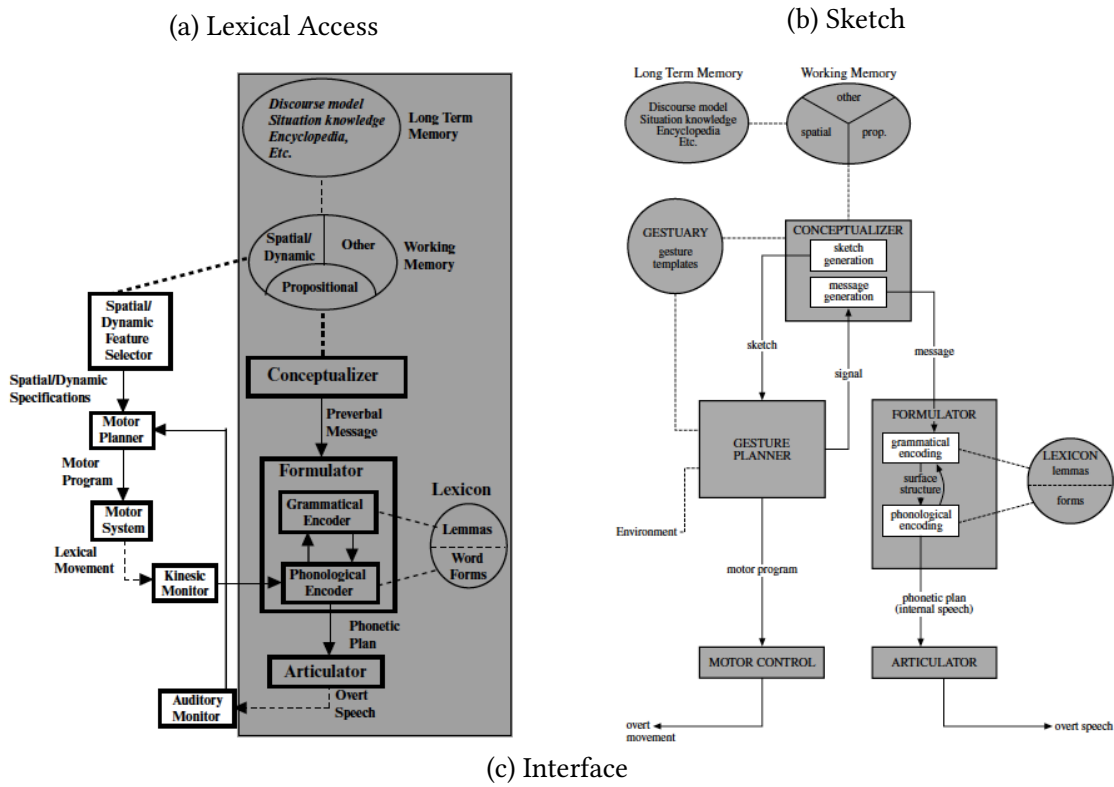 (a) Lexical Access
Discourse model
Situation knowledge
Encyclopedia,
Etc.
Long Term
Memory
Spatial/
Dynamic
Other
Propositional
Working
Memory
Spatial/
Dynamic
Feature
Selector
Spatial/Dynamic
Specifications
Conceptualizer
Preverbal
Message
Motor
Planner
Motor
Program
Motor
System
Lexical
Movement
Kinesic
Monitor
Formulator
Grammatical
Encoder
Phonological
Encoder
Lexicon
Lemmas
Word
Forms
Phonetic
Plan
Articulator
Overt
Speech
Auditory
Monitor
(b) Sketch
Long Term Memory
Discourse model
Situation knowledge
Encyclopedia
Etc.
Working Memory
other
spatial
prop.
GESTUARY
gesture
templates
CONCEPTUALIZER
sketch
generation
message
generation
sketch
signal
message
GESTURE
PLANNER
Environment
FORMULATOR
grammatical
encoding
surface
structure
phonological
encoding
LEXICON
lemmas
forms
motor program
phonetic plan
(internal speech)
MOTOR CONTROL
ARTICULATOR
overt
movement
overt speech
(c) Interface